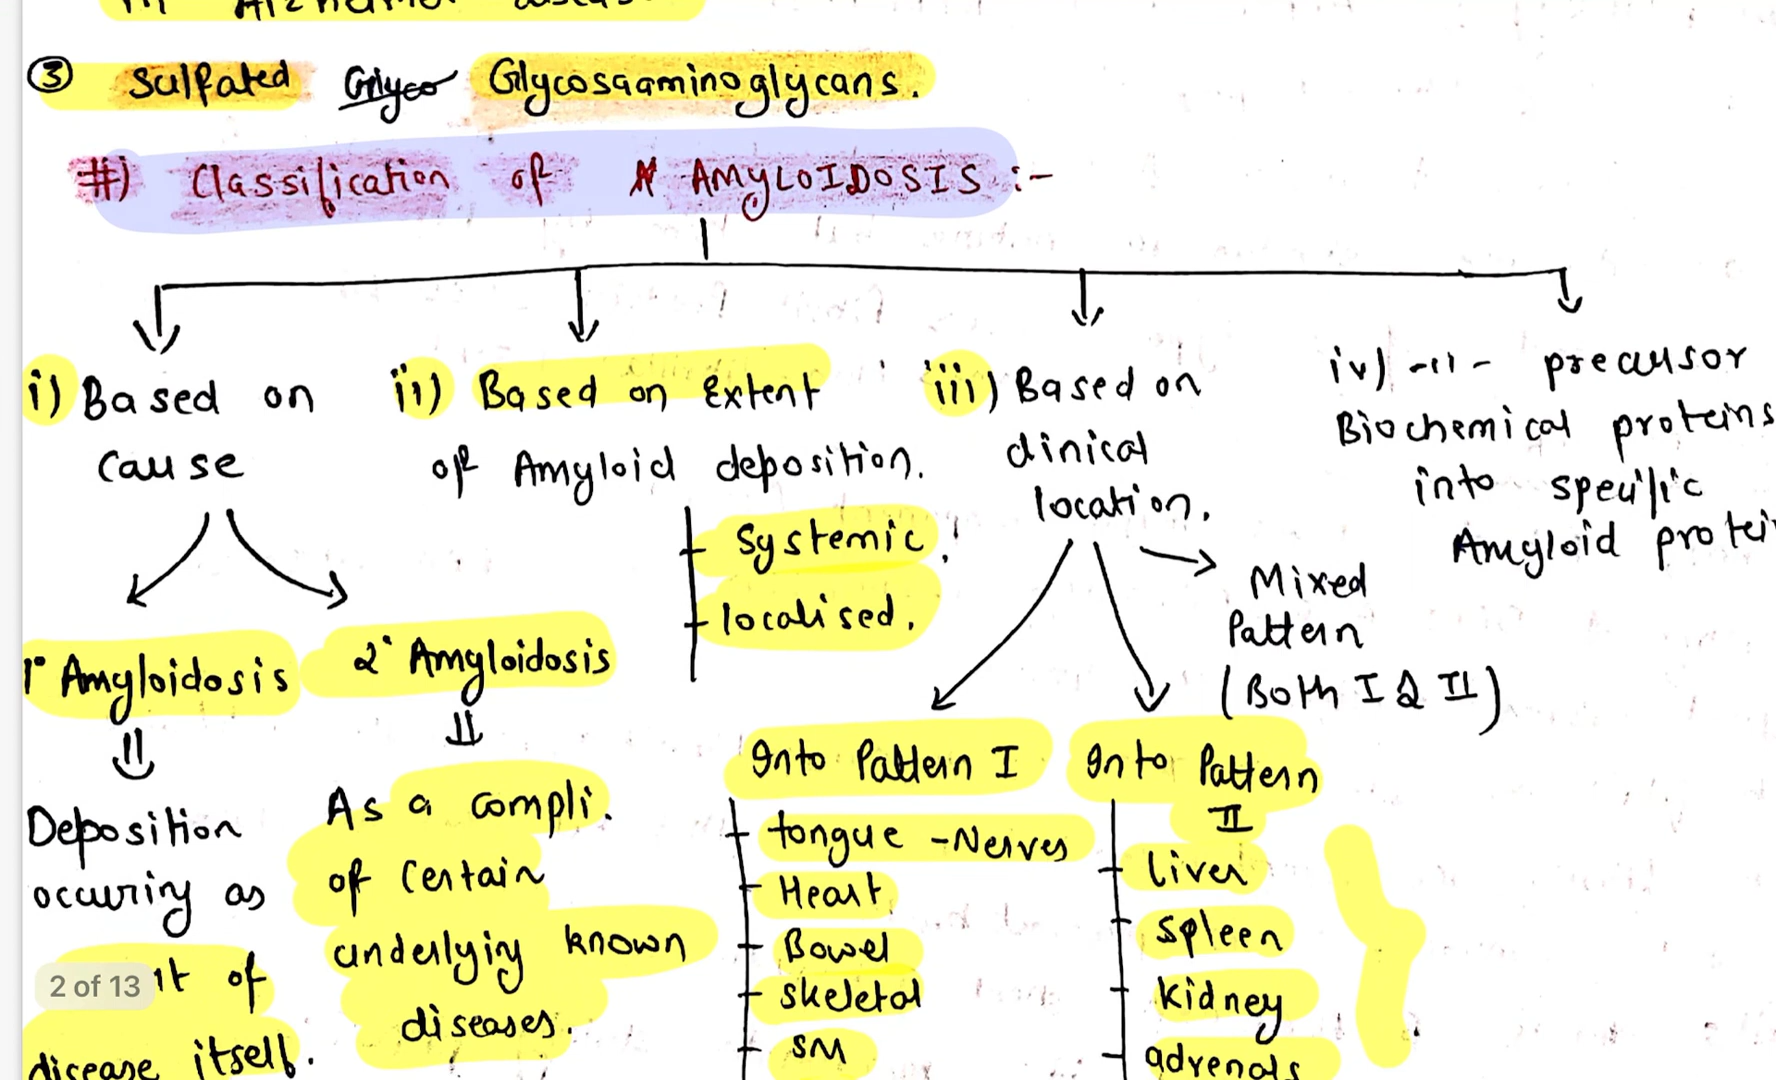 ③ Sulfated Glyco Glycosaaminoglycans.
#) Classification of AMYLOIDOSIS :-
i) Based on cause
ii) Based on Extent of Amyloid deposition.
Systemic.
localised.
iii) Based on clinical location.
iv) -11- precursor
Biochemical proteins
into specific
Amyloid protei
1° Amyloidosis
2° Amyloidosis
Mixed
Pattern
(Both I & II)
Deposition
occuring as
of
disease itself.
As a compli.
of certain
underlying known
diseases.
Into Pattern I
tongue - Nerves
Heart
Bowel
skeletal
SM
Into Pattern
II
liver
spleen
kidney
adrenals
2 of 13